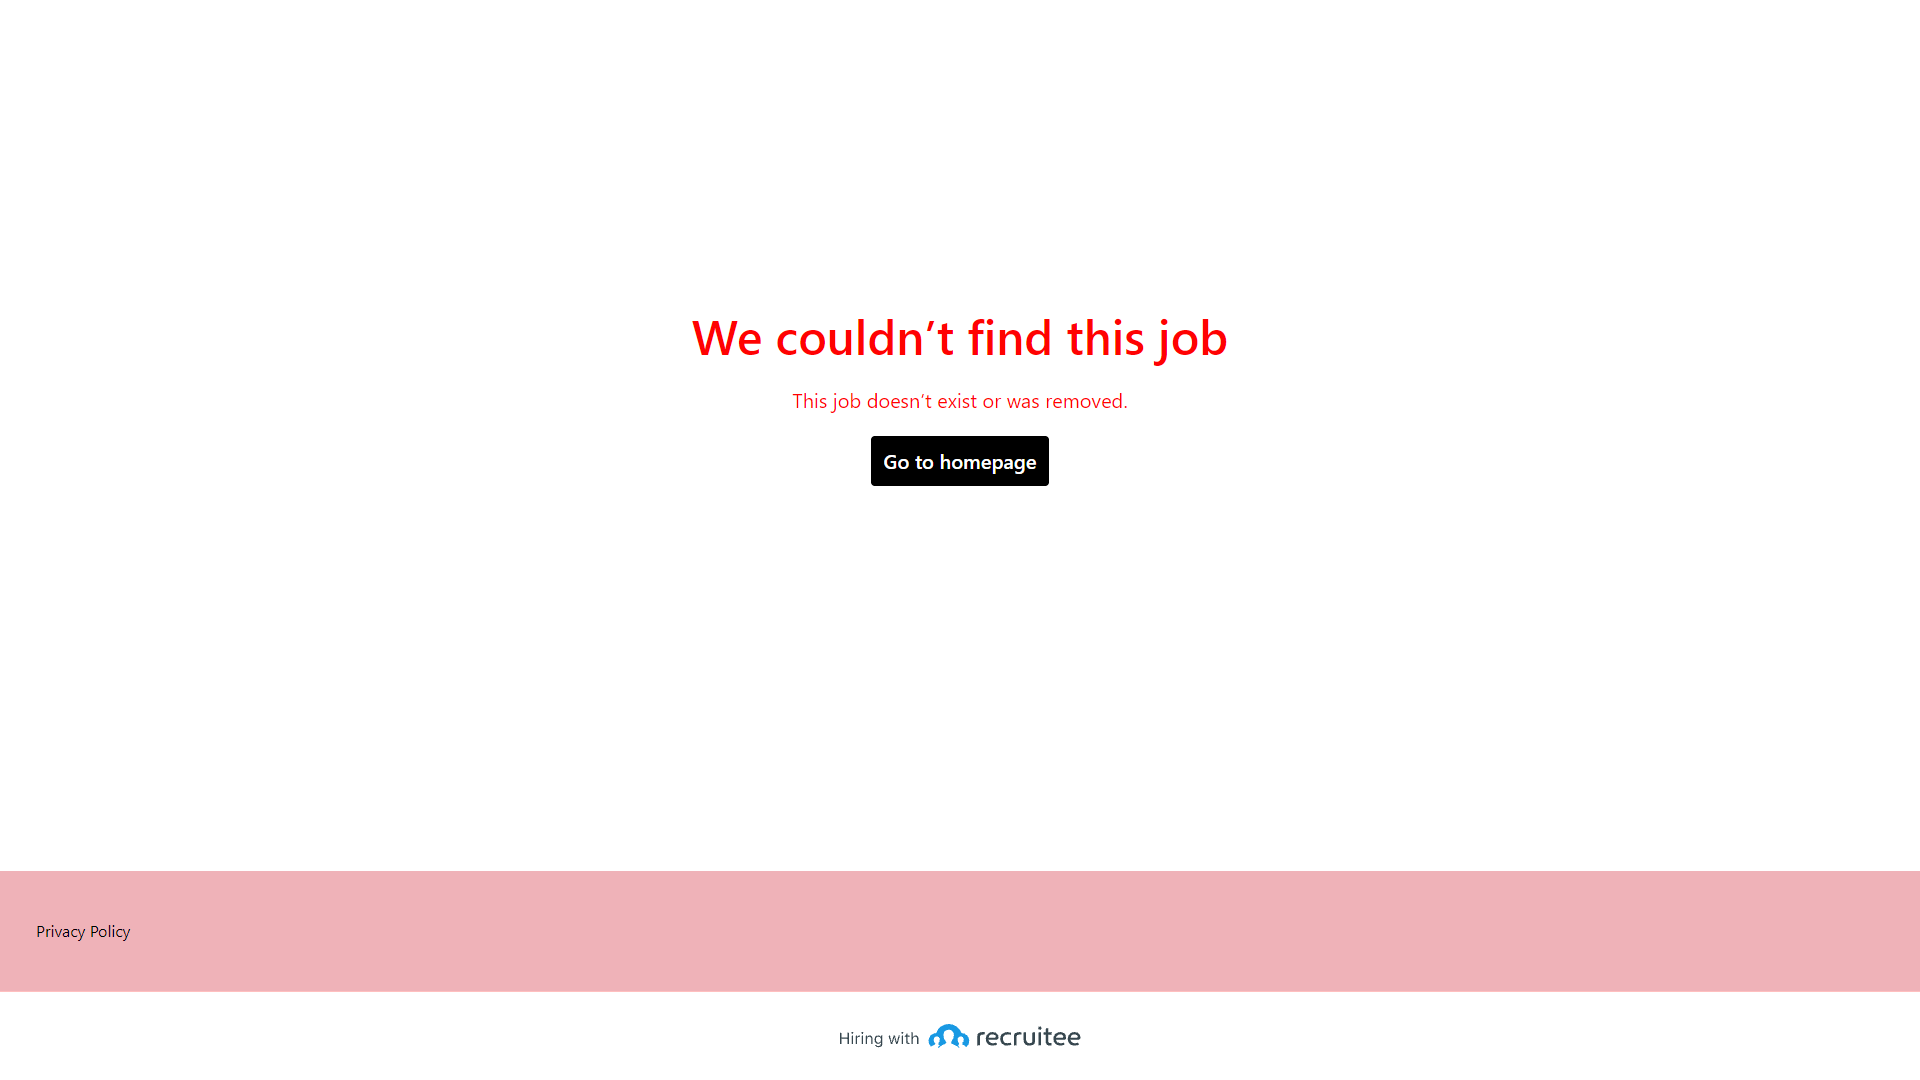 We couldn’t find this job
This job doesn’t exist or was removed.
Go to homepage
Privacy Policy
Hiring with recruitee